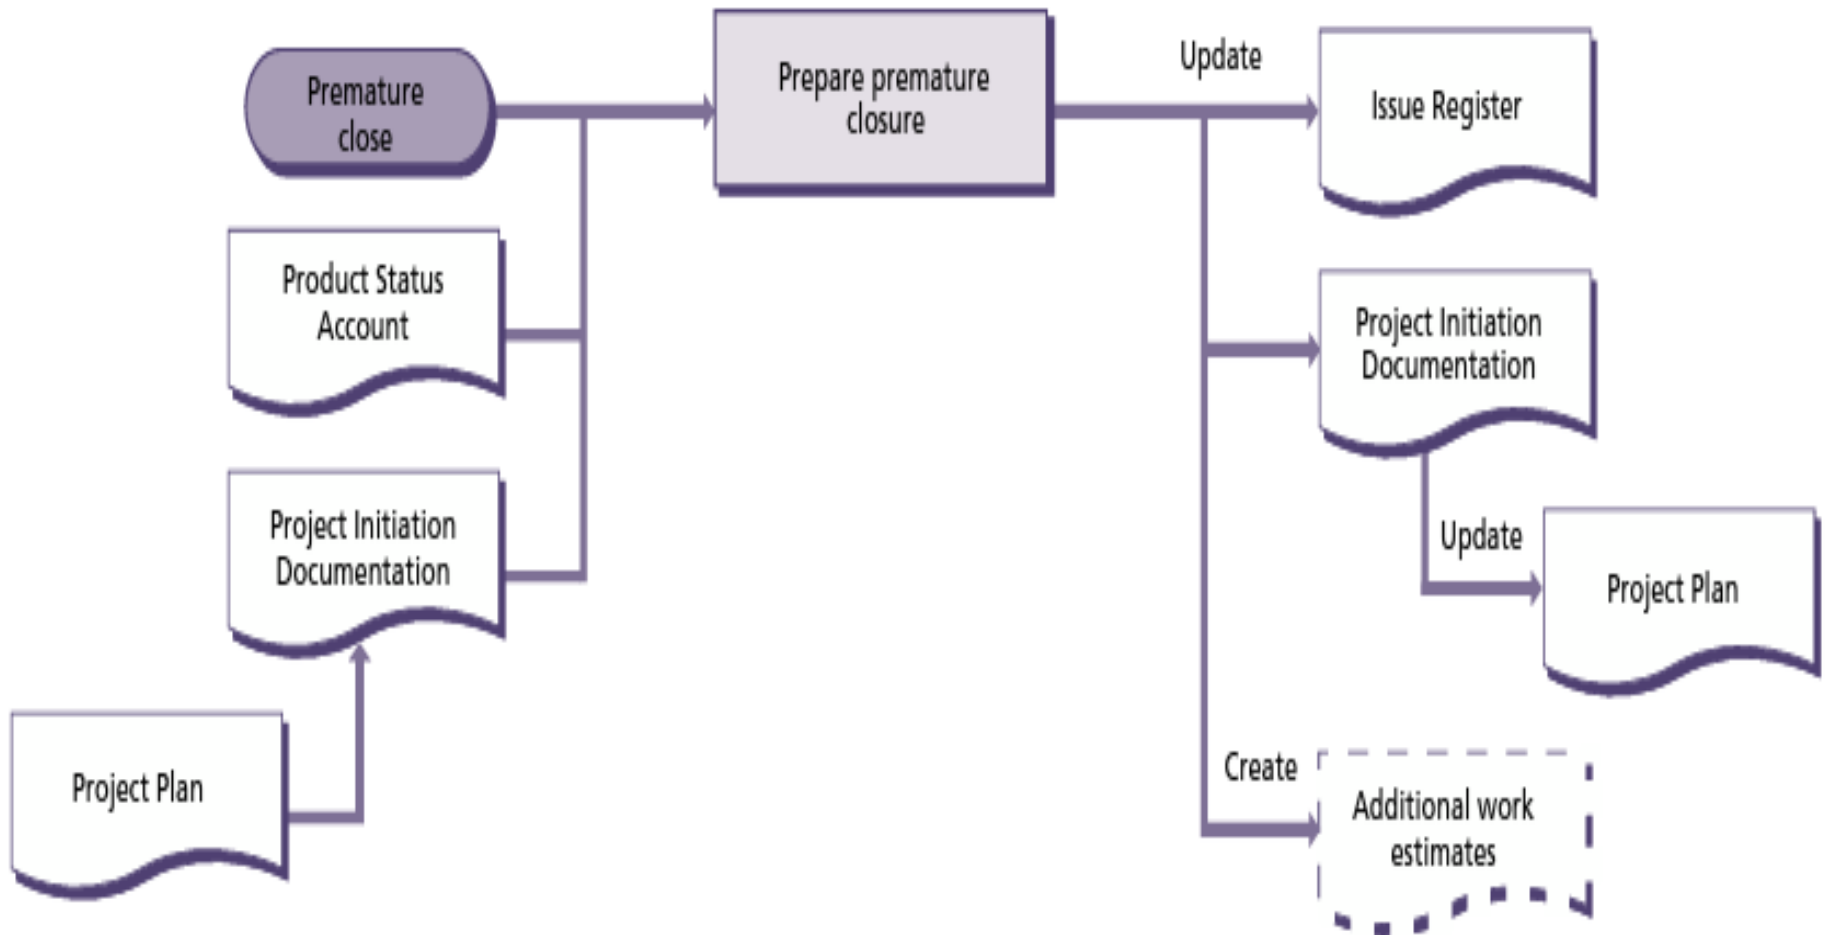 Premature
close
Prepare premature
closure
Update
Issue Register
Product Status
Account
Project Initiation
Documentation
Project Initiation
Documentation
Update
Project Plan
Project Plan
Create
Additional work
estimates